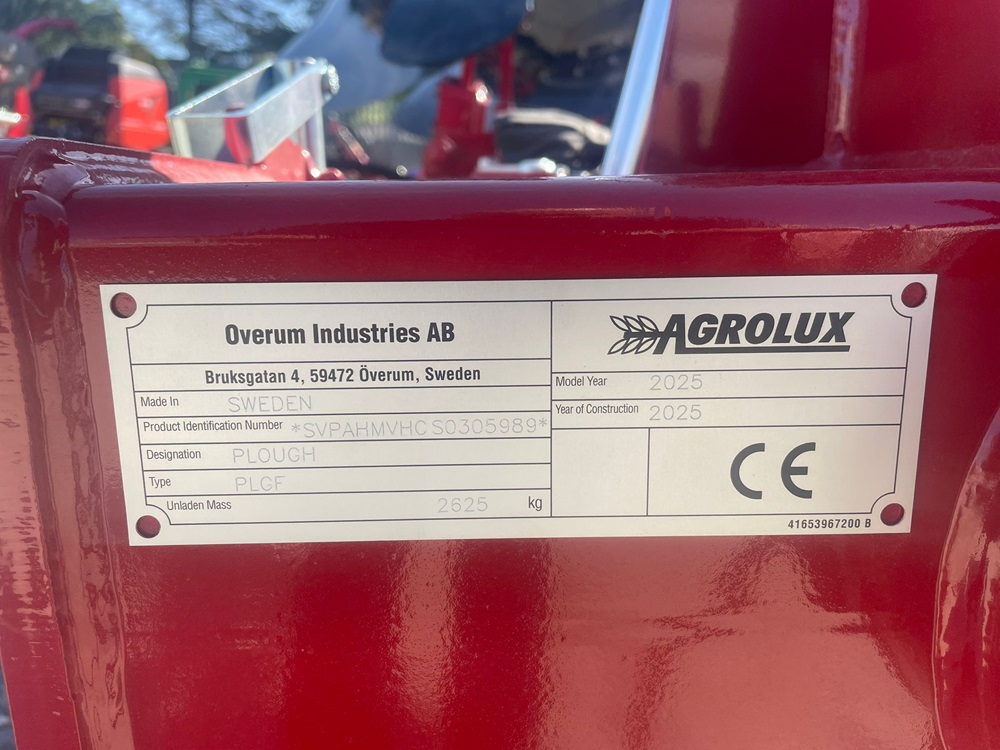 Overum Industries AB
Bruksgatan 4, 59472 Överum, Sweden
Made In SWEDEN
Product Identification Number *SVPAHMVHCS0305989*
Designation PLOUGH
Type PLGF
Unladen Mass 2625 kg
AGROLUX
Model Year 2025
Year of Construction 2025
CE
41653967200 B